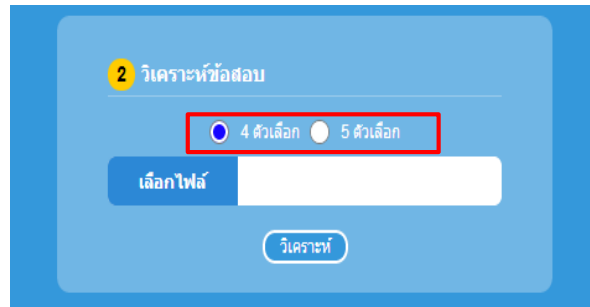 2 วิเคราะห์ข้อสอบ
4 ตัวเลือก 5 ตัวเลือก
เลือกไฟล์
วิเคราะห์